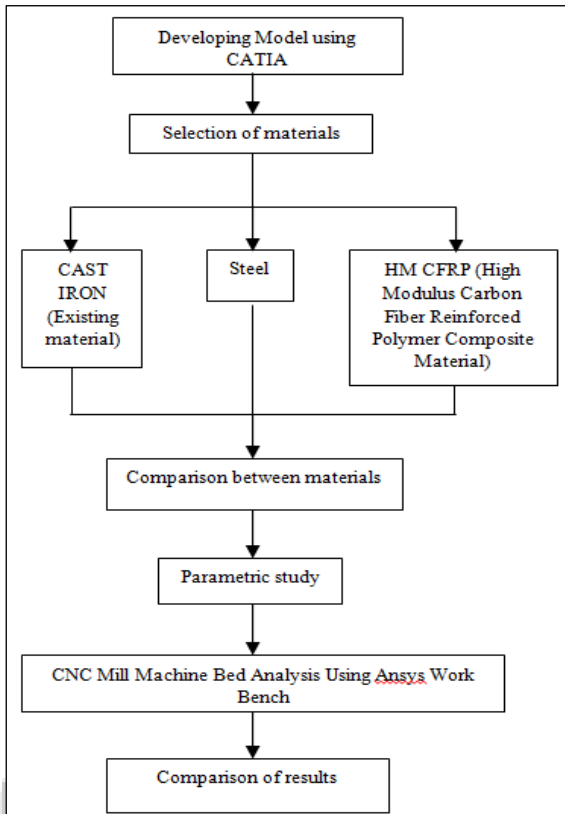 Developing Model using
CATIA
Selection of materials
CAST
IRON
(Existing
material)
Steel
HM CFRP (High
Modulus Carbon
Fiber Reinforced
Polymer Composite
Material)
Comparison between materials
Parametric study
CNC Mill Machine Bed Analysis Using Ansys Work
Bench
Comparison of results